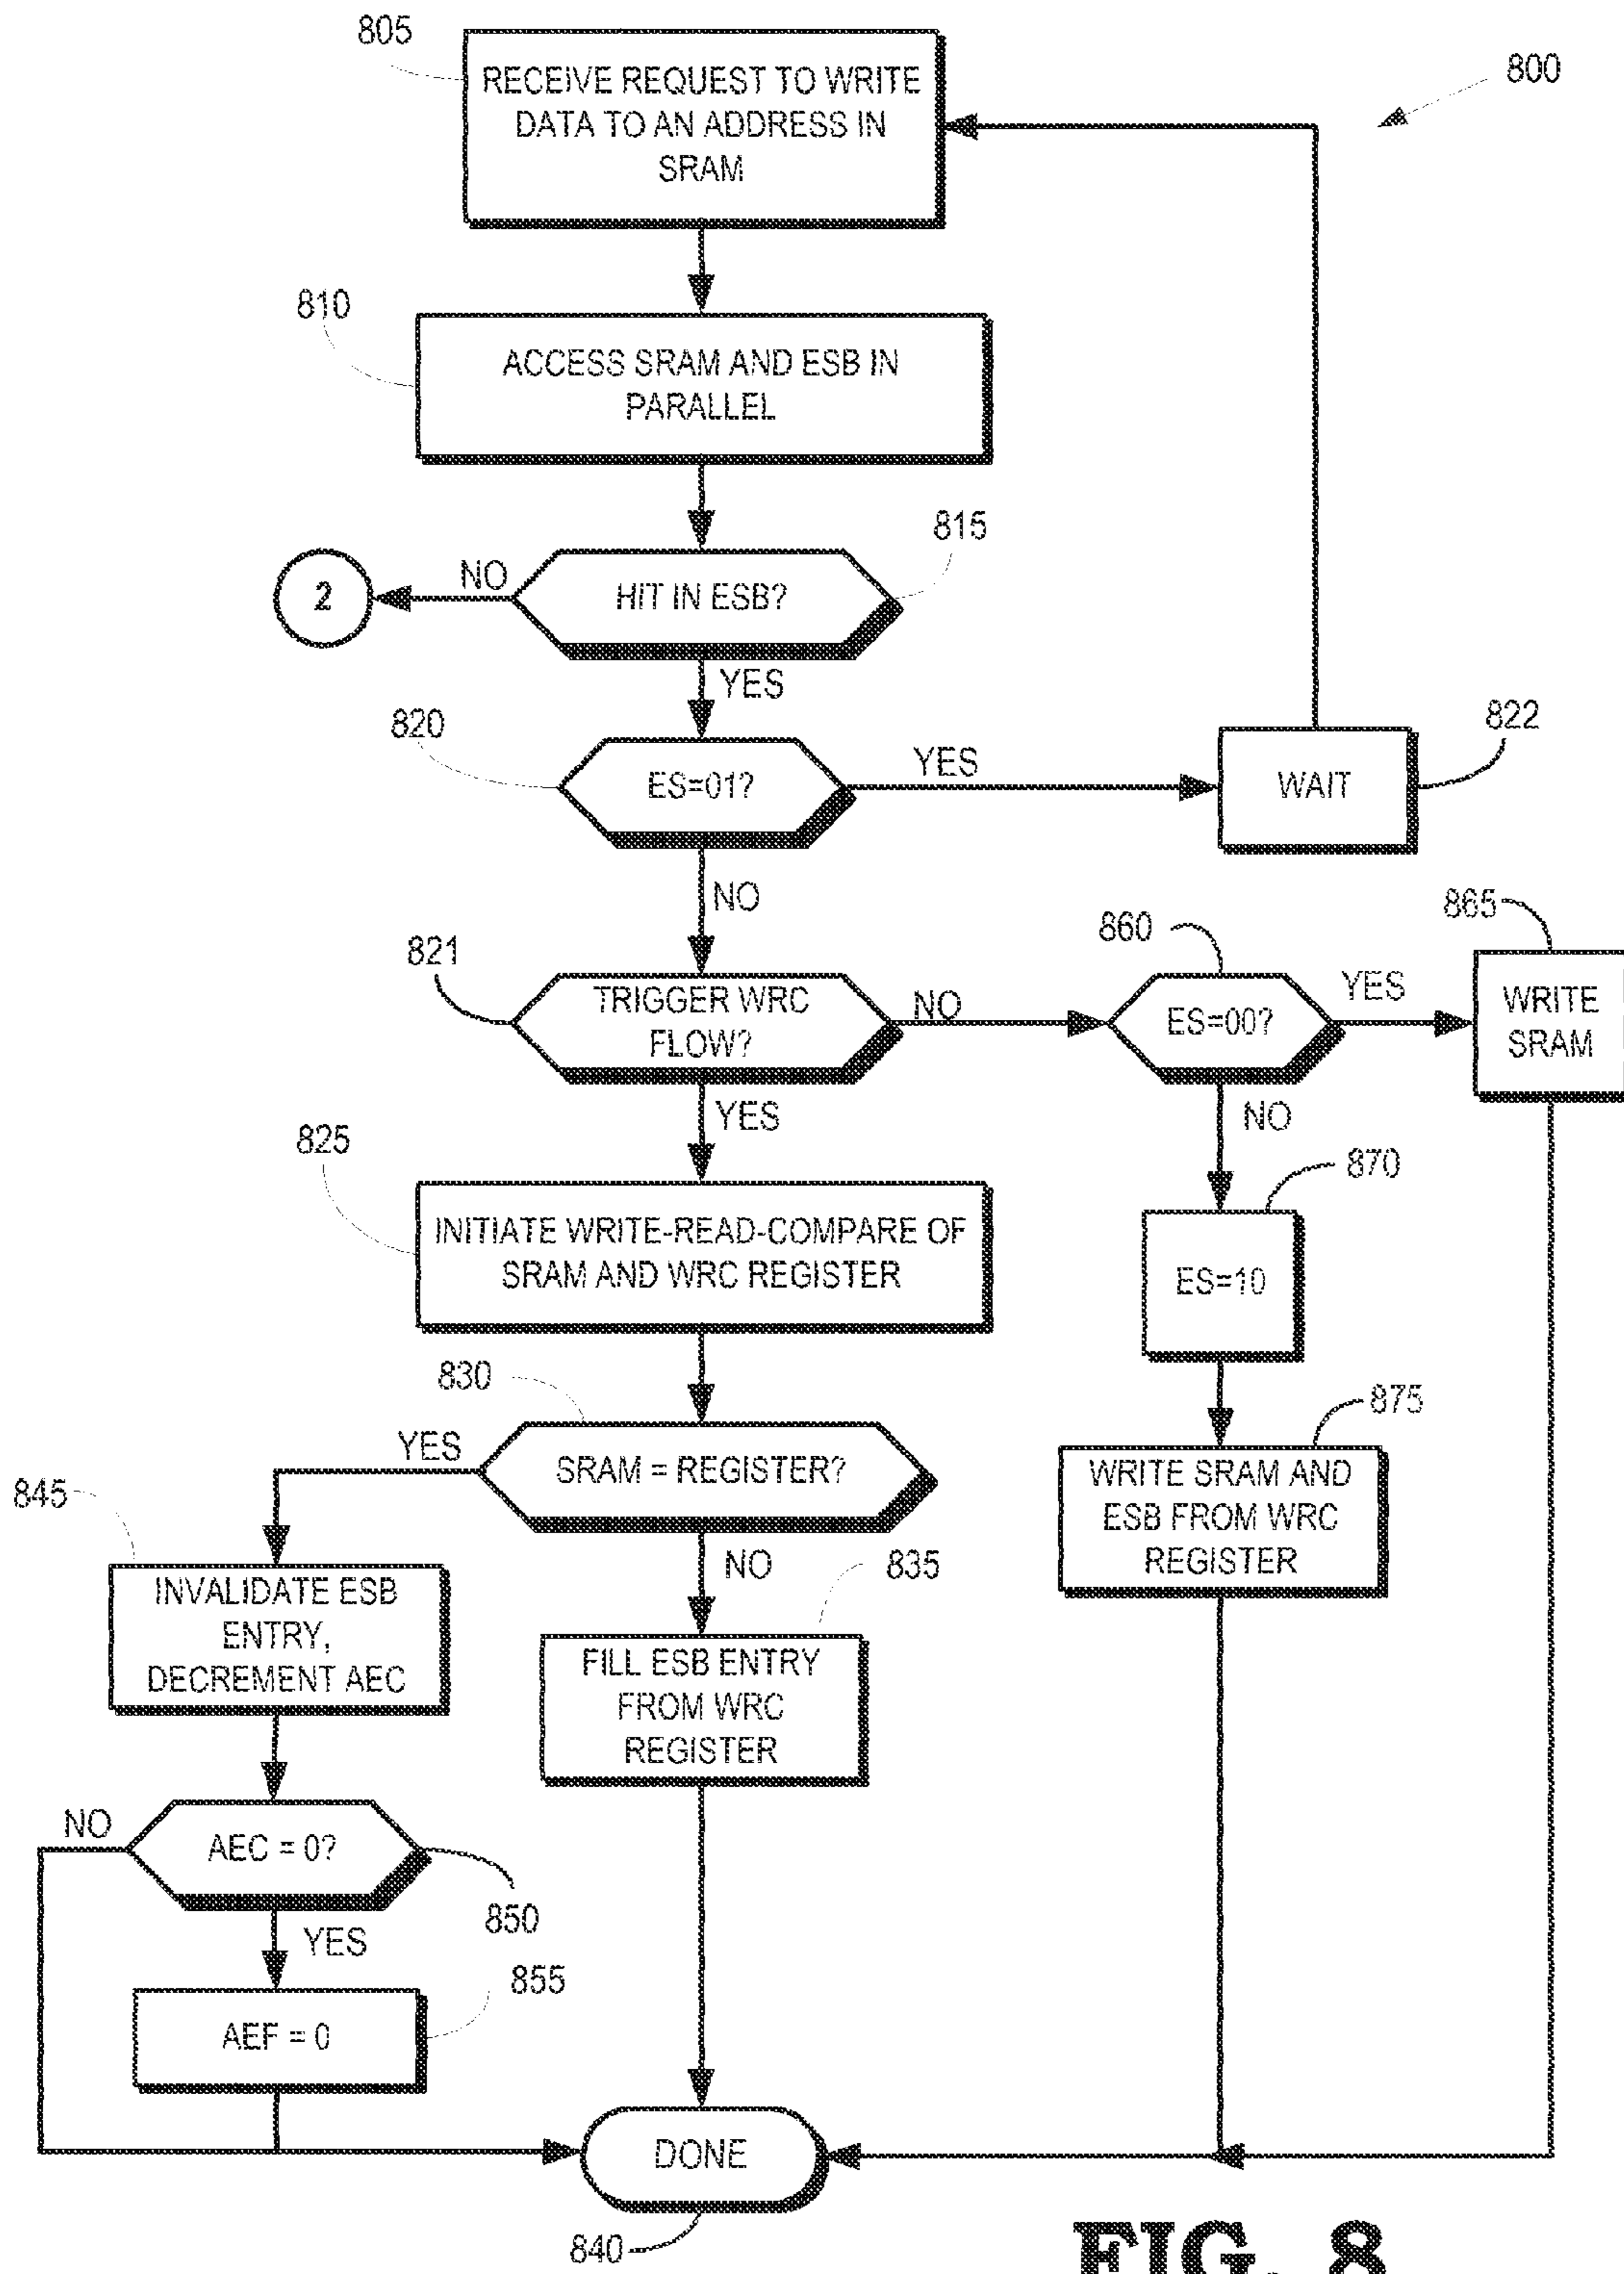 805
RECEIVE REQUEST TO WRITE
DATA TO AN ADDRESS IN
SRAM
800
810
ACCESS SRAM AND ESB IN
PARALLEL
815
2
NO
HIT IN ESB?
YES
820
ES=01?
YES
822
WAIT
NO
821
TRIGGER WRC
FLOW?
NO
860
ES=00?
YES
865
WRITE
SRAM
YES
NO
825
INITIATE WRITE-READ-COMPARE OF
SRAM AND WRC REGISTER
870
ES=10
830
SRAM = REGISTER?
YES
NO
875
WRITE SRAM AND
ESB FROM WRC
REGISTER
845
INVALIDATE ESB
ENTRY,
DECREMENT AEC
835
FILL ESB ENTRY
FROM WRC
REGISTER
NO
AEC = 0?
850
YES
855
AEF = 0
DONE
840
FIG. 8